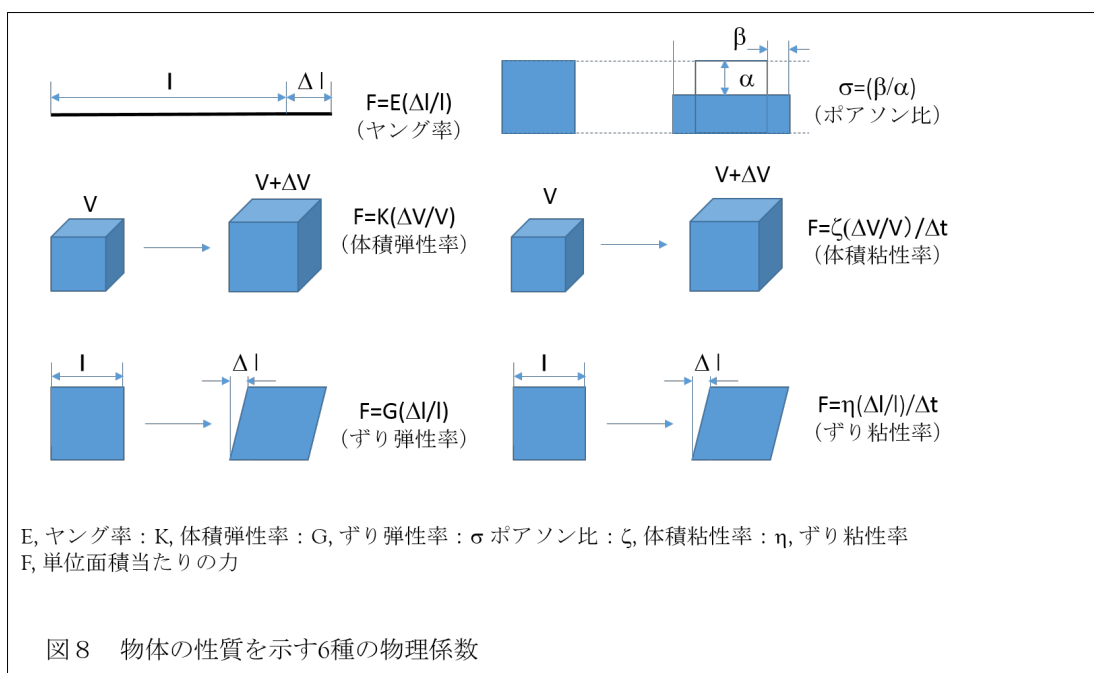 l
Δ l
F=E(Δl/l)
（ヤング率）
β
α
σ=(β/α)
（ポアソン比）
V
V+ΔV
F=K(ΔV/V)
（体積弾性率）
V
V+ΔV
F=ζ(ΔV/V）/Δt
（体積粘性率）
l
Δ l
F=G(Δl/l)
（ずり弾性率）
l
Δ l
F=η(Δl/l)/Δt
（ずり粘性率）
E, ヤング率：K, 体積弾性率：G, ずり弾性率：σ ポアソン比：ζ, 体積粘性率：η, ずり粘性率
F, 単位面積当たりの力
図８　物体の性質を示す6種の物理係数